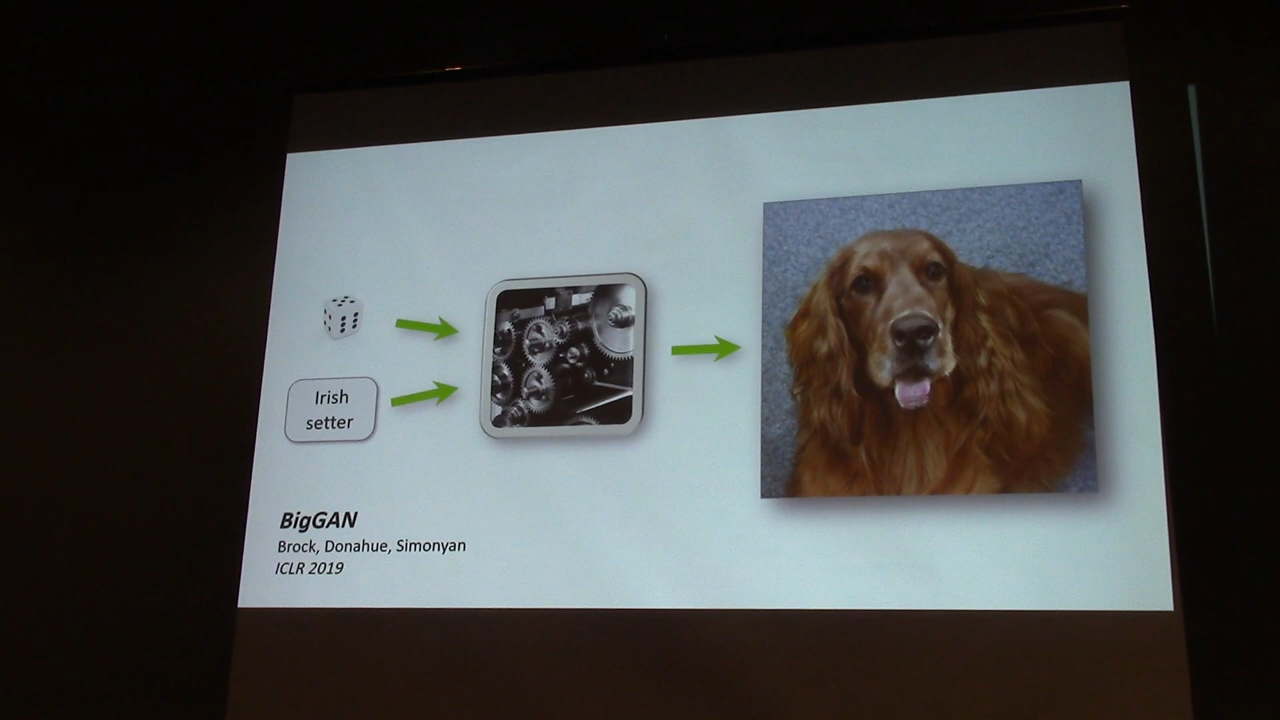 Irish
setter
BigGAN
Brock, Donahue, Simonyan
ICLR 2019